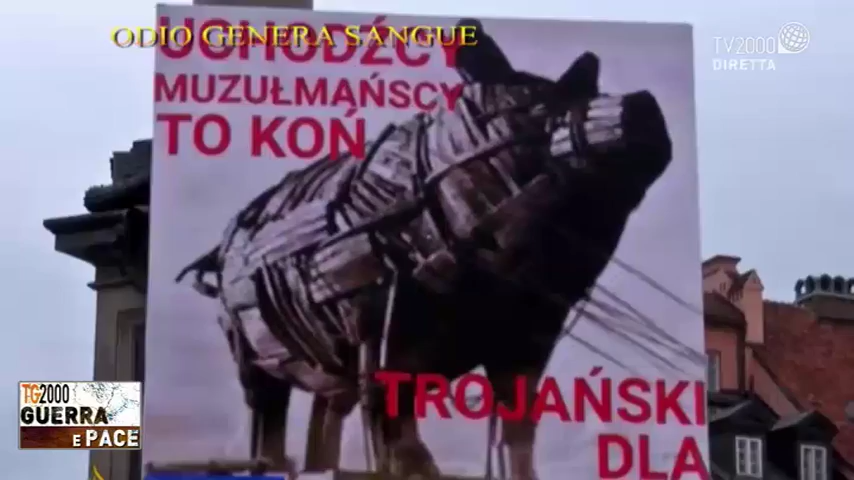 ODIO GENERA SANGUE
UCHODŹCY
MUZUŁMAŃSCY
TO KOŃ
TROJAŃSKI
DLA
TV2000
DIRETTA
TG2000
GUERRA
E PACE